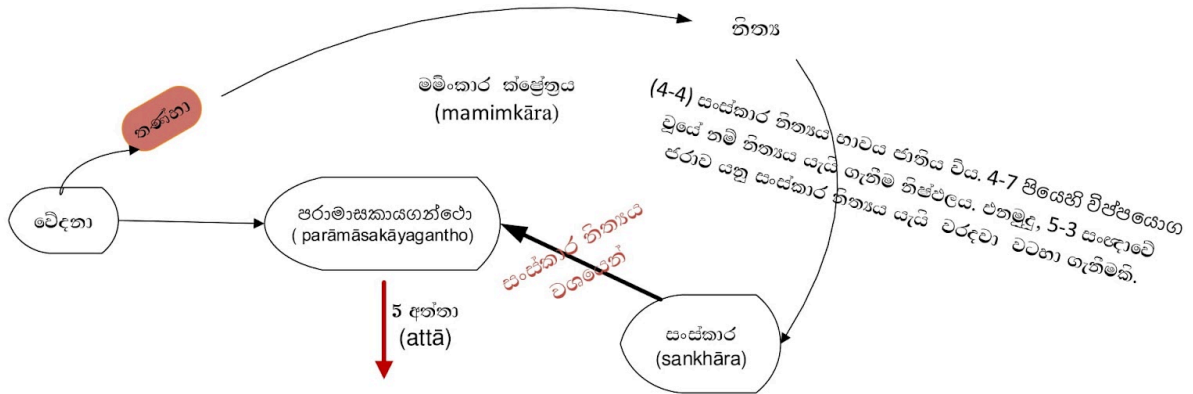 නිත්‍ය
තණ්හා
මමිංකාර ක්ෂ්‍රේත්‍රය
(mamimkāra)
(4-4) සංස්කාර නිත්‍යය භාවය ජාතිය විය. 4-7 පියෙහි විප්පයොග
වූයේ නම් නිත්‍යය යැයි ගැනීම නිෂ්ඵලය. එනමුදු, 5-3 සංඥාවේ
ජරාව යනු සංස්කාර නිත්‍යය යැයි වරදවා වටහා ගැනීමකි.
වේදනා
පරාමාසකායගන්ථො
( parāmāsakāyagantho)
සංස්කාර නිත්‍යය
වශයෙන්
5 අත්තා
(attā)
සංස්කාර
(sankhāra)